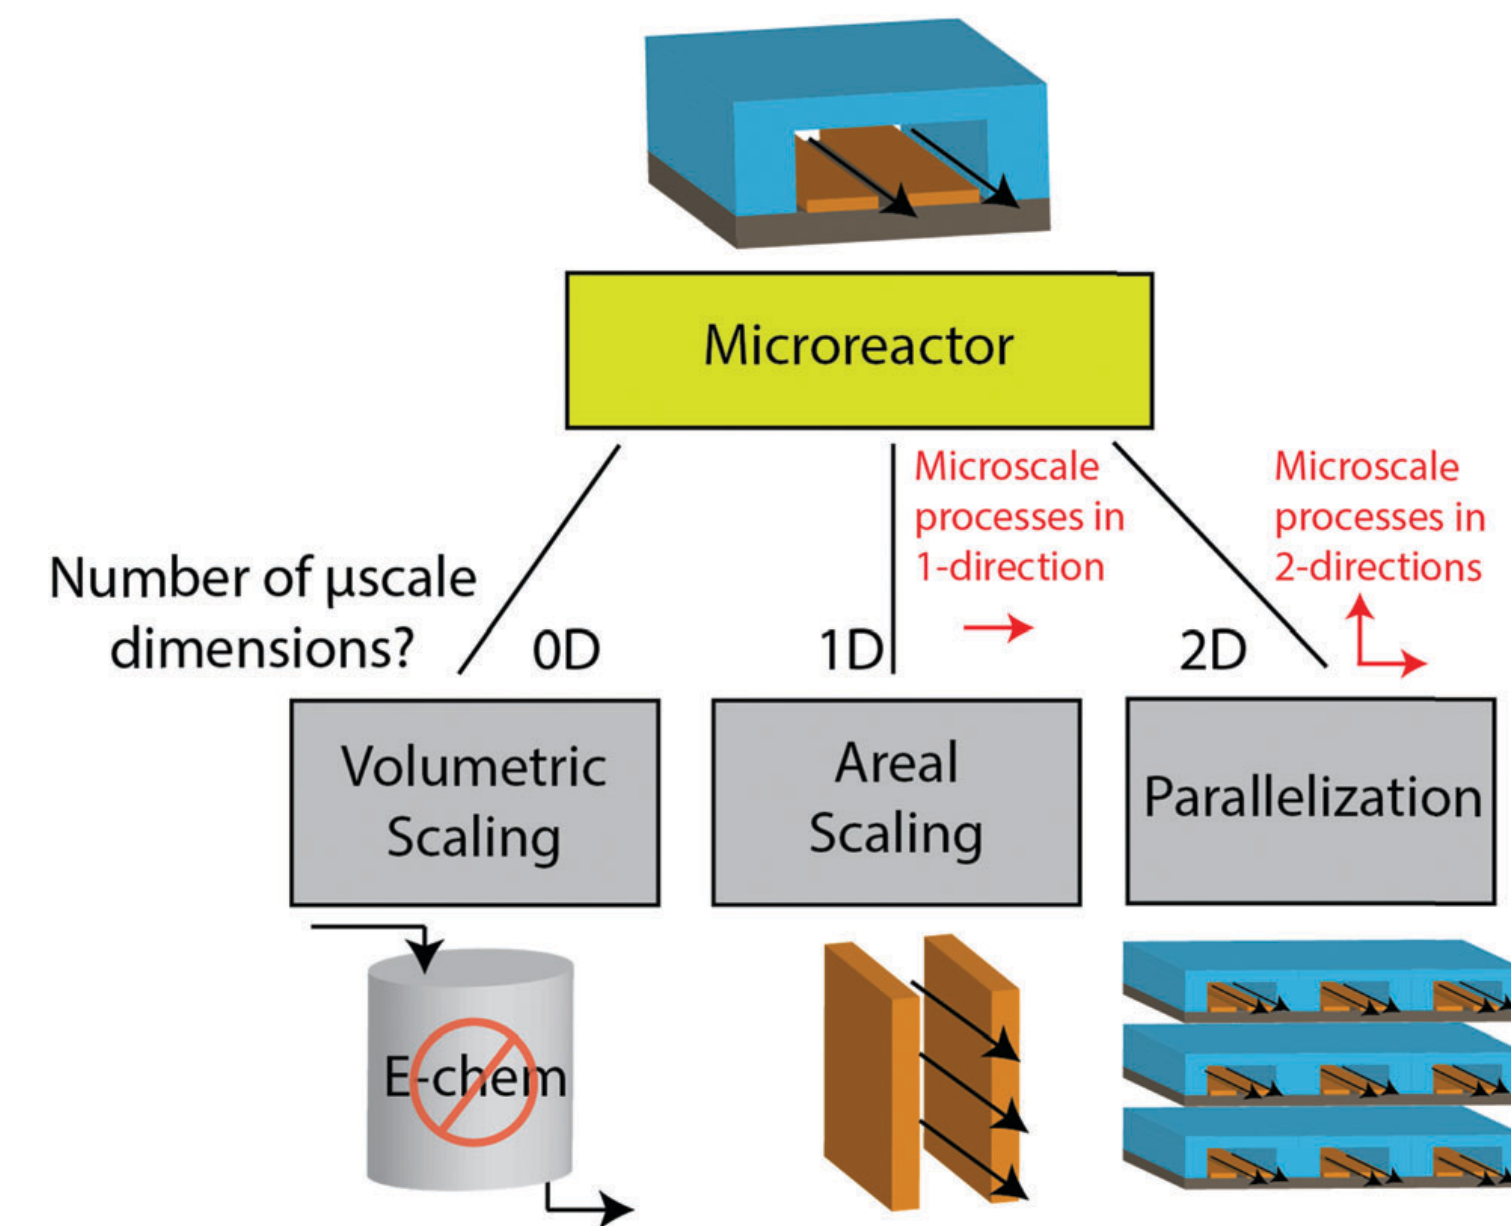 Microreactor
Microscale
processes in
1-direction
Microscale
processes in
2-directions
Number of μscale
dimensions?
0D
1D
2D
Volumetric
Scaling
Areal
Scaling
Parallelization
E-chem